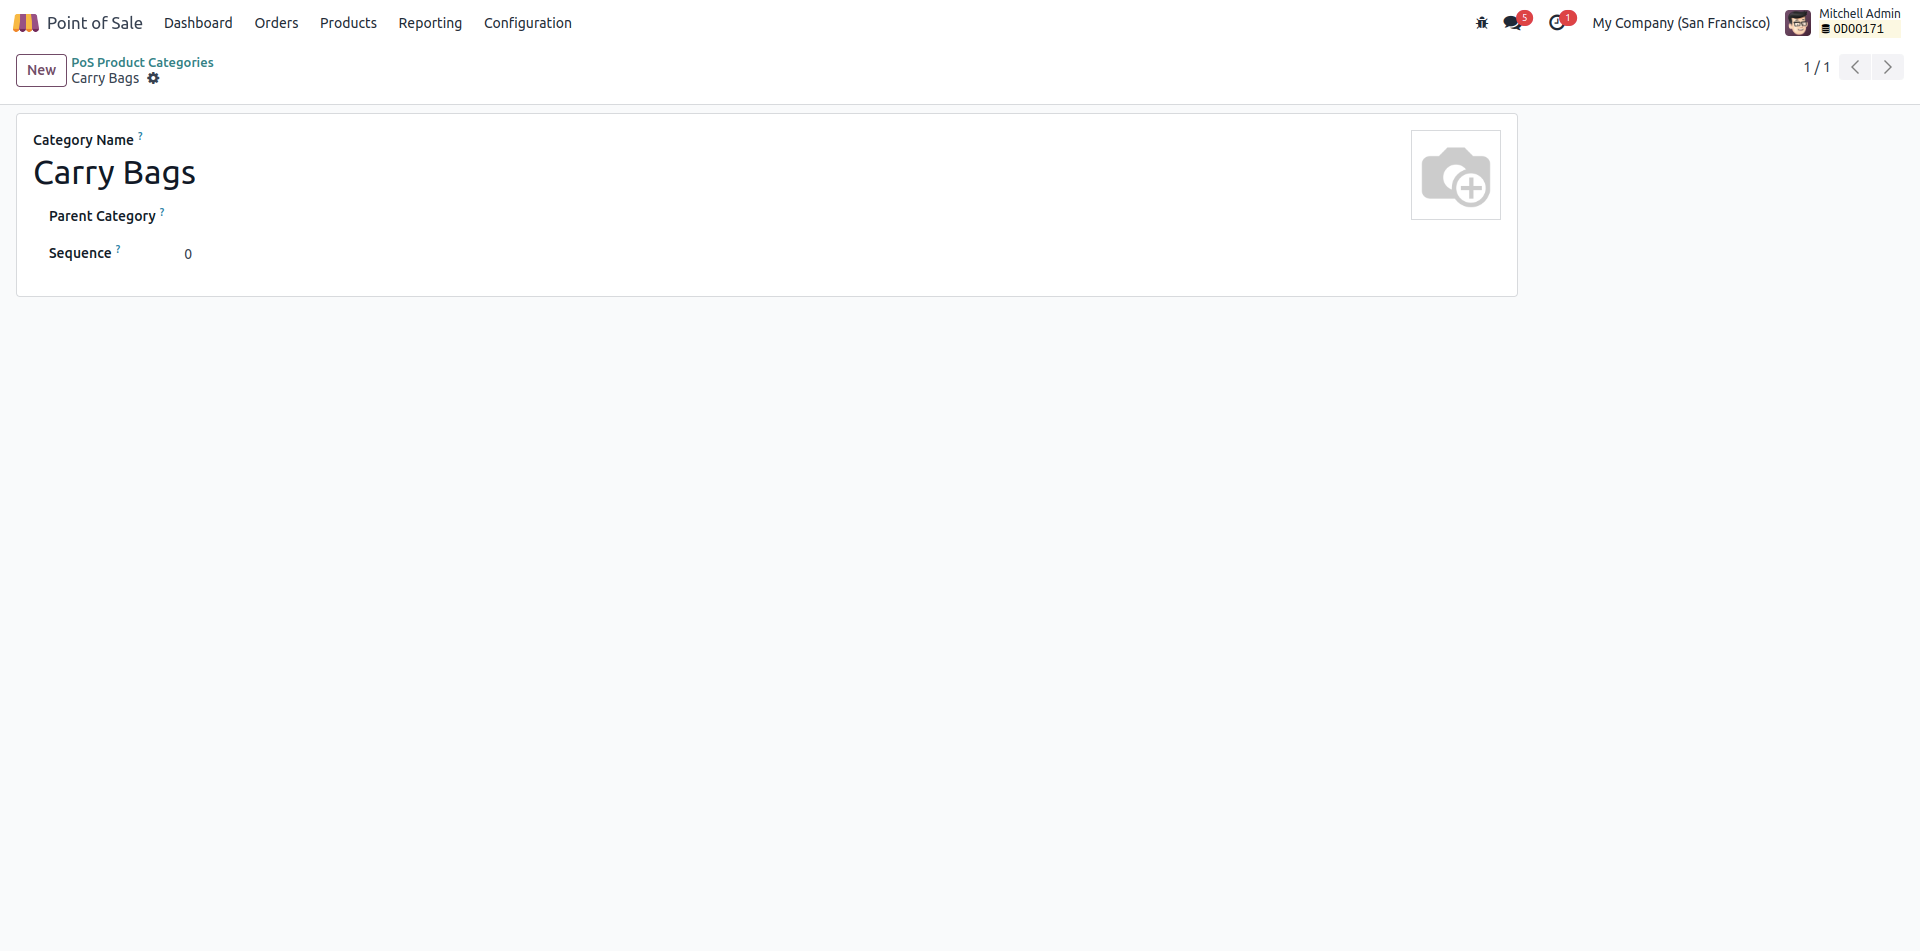 Point of Sale Dashboard Orders Products Reporting Configuration 5 1 My Company (San Francisco) Mitchell Admin
ODOO171
New PoS Product Categories
Carry Bags
1 / 1
Category Name ?
Carry Bags
Parent Category ?
Sequence ? 0